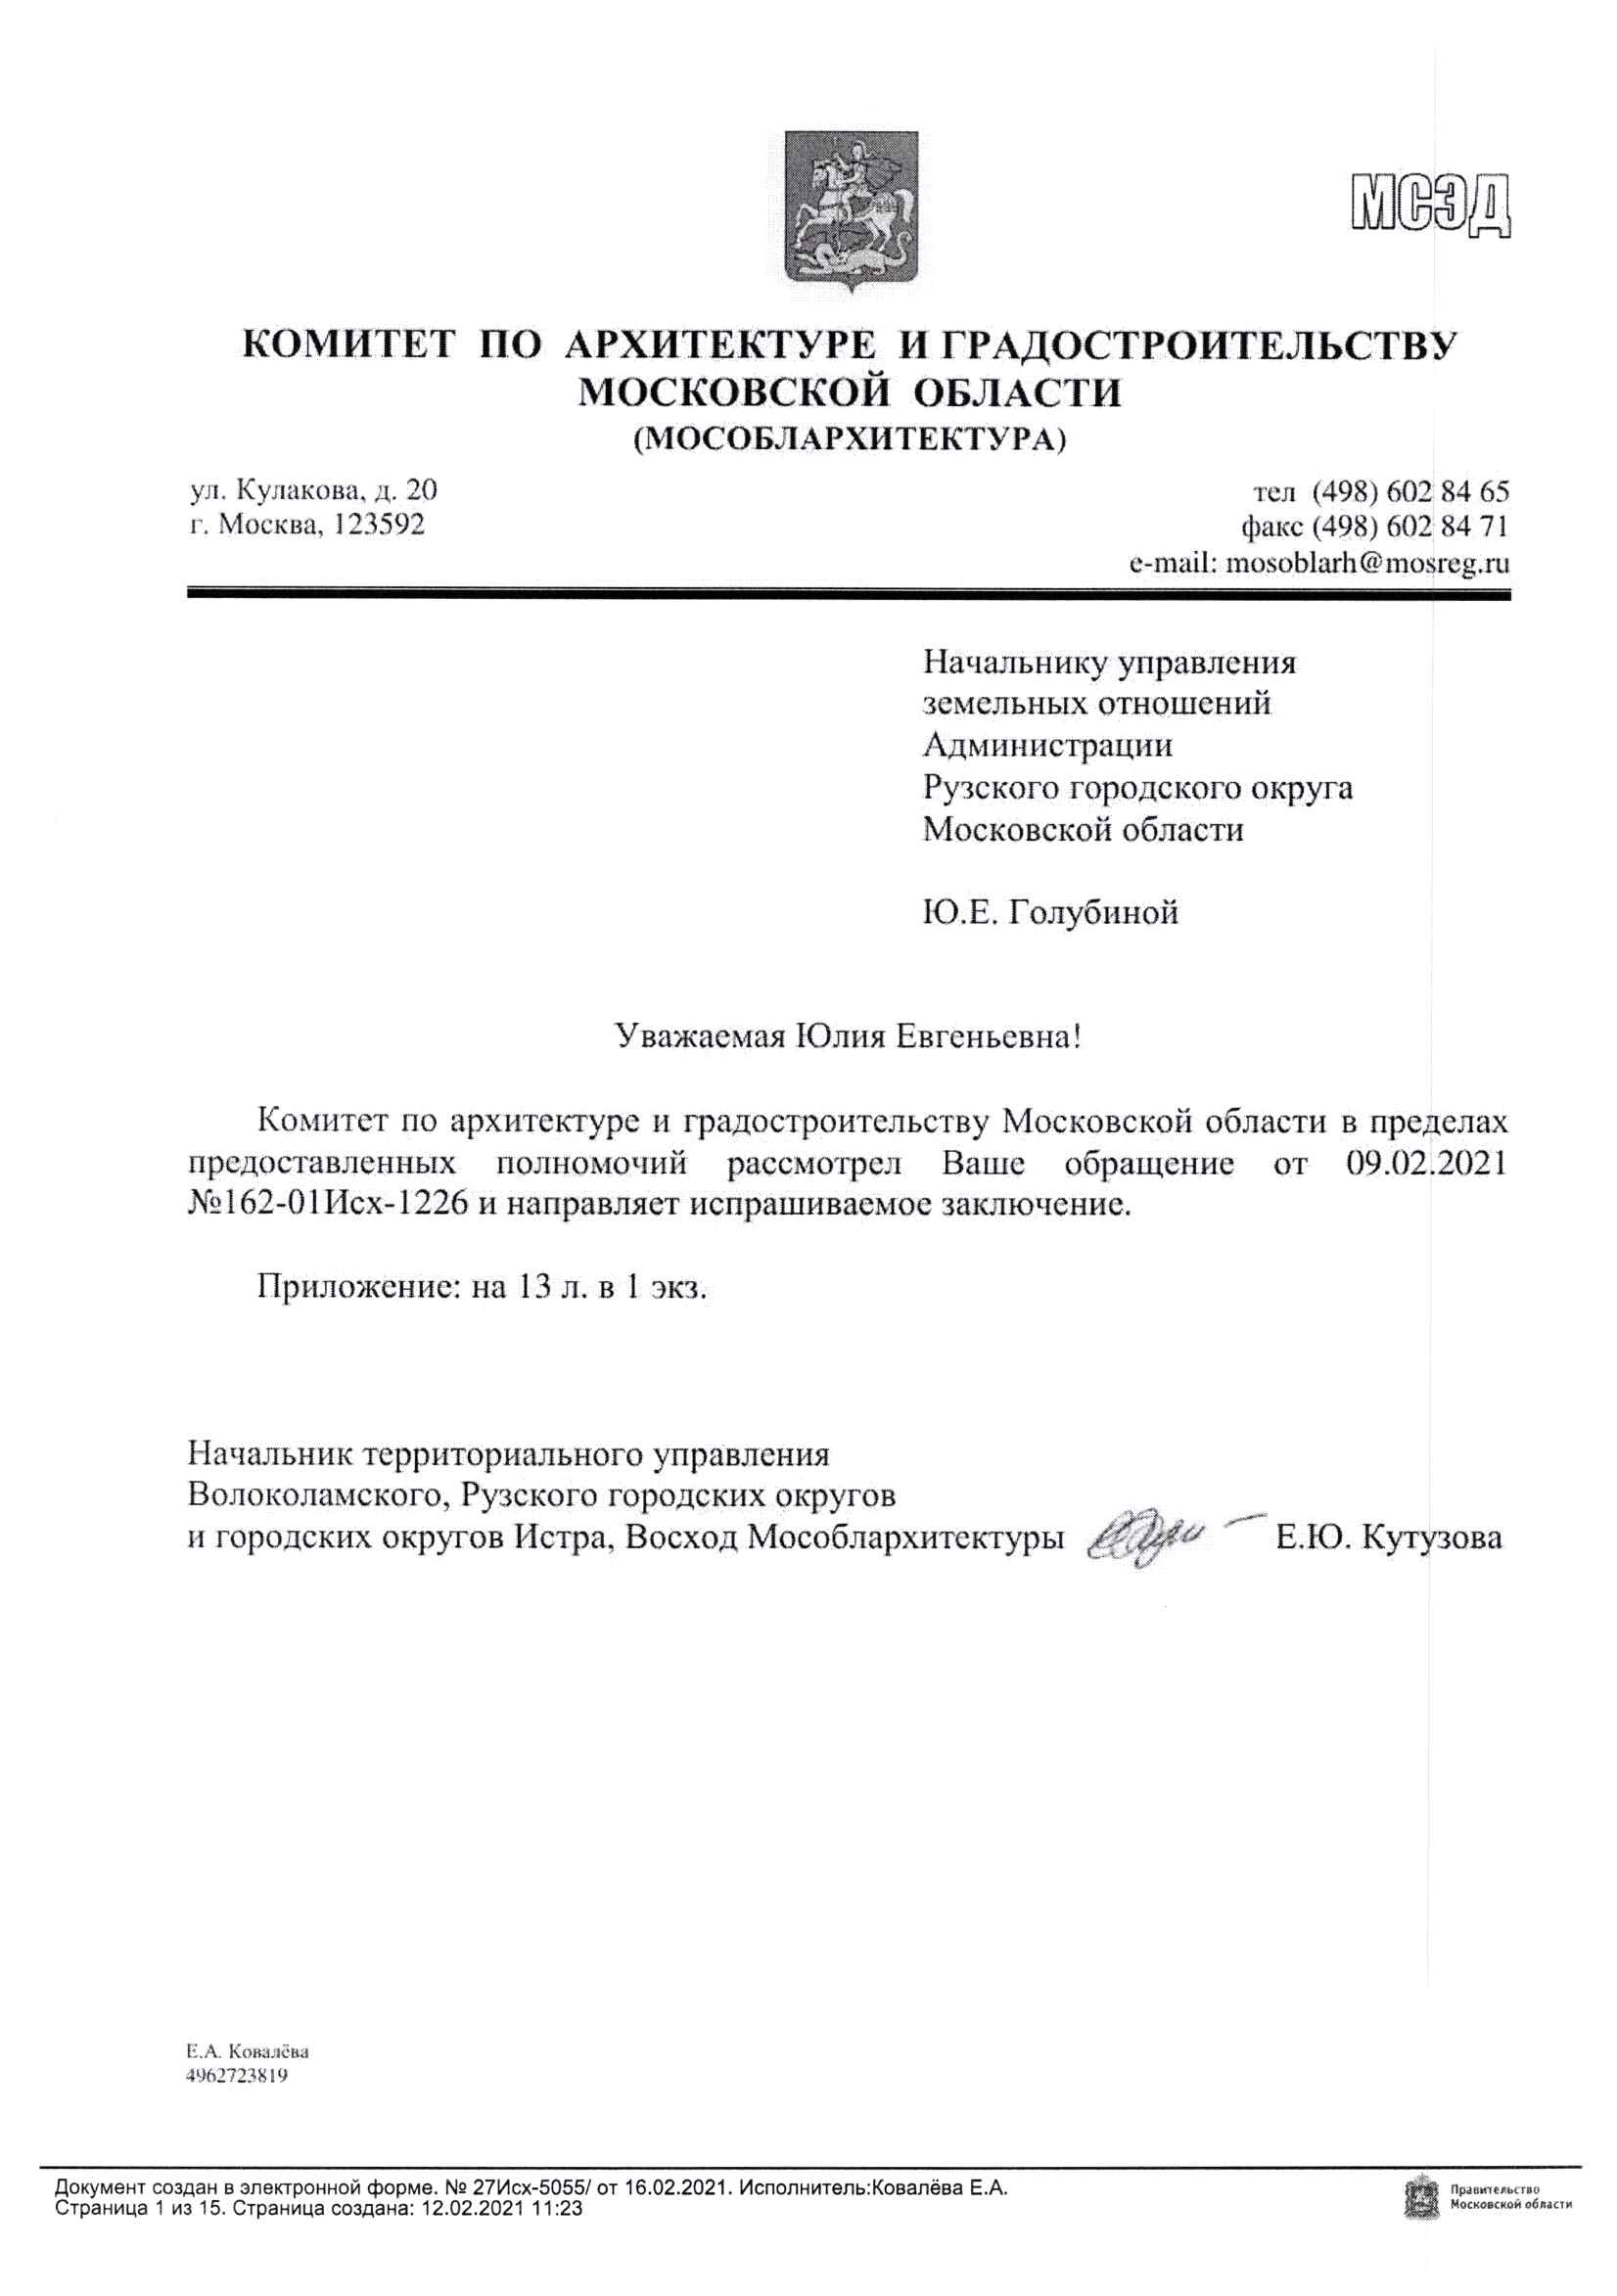 МСЭД
КОМИТЕТ ПО АРХИТЕКТУРЕ И ГРАДОСТРОИТЕЛЬСТВУ
МОСКОВСКОЙ ОБЛАСТИ
(МОСОБЛАРХИТЕКТУРА)
ул. Кулакова, д. 20
г. Москва, 123592
тел (498) 602 84 65
факс (498) 602 84 71
e-mail: mosoblarh@mosreg.ru
Начальнику управления
земельных отношений
Администрации
Рузского городского округа
Московской области
Ю.Е. Голубиной
Уважаемая Юлия Евгеньевна!
Комитет по архитектуре и градостроительству Московской области в пределах
предоставленных полномочий рассмотрел Ваше обращение от 09.02.2021
№162-01Исх-1226 и направляет испрашиваемое заключение.
Приложение: на 13 л. в 1 экз.
Начальник территориального управления
Волоколамского, Рузского городских округов
и городских округов Истра, Восход Мособлархитектуры Е.Ю. Кутузова
Е.А. Ковалёва
4962723819
Документ создан в электронной форме. № 27Исх-5055/ от 16.02.2021. Исполнитель:Ковалёва Е.А.
Страница 1 из 15. Страница создана: 12.02.2021 11:23
Правительство
Московской области